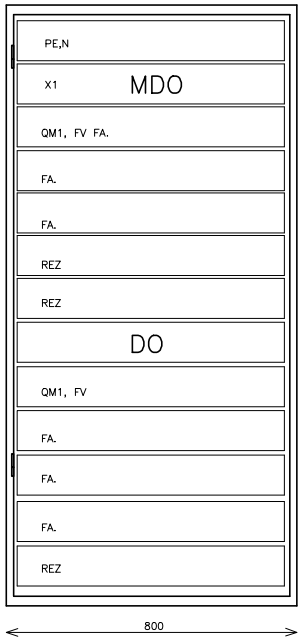 PE,N
X1 MDO
QM1, FV FA.
FA.
FA.
REZ
REZ
DO
QM1, FV
FA.
FA.
FA.
REZ
800